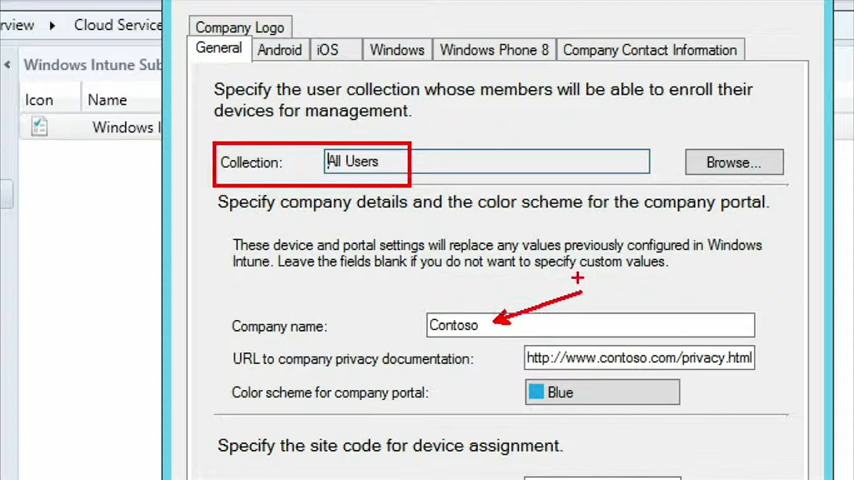 rview ▸ Cloud Service
Windows Intune Sub
Icon Name
Windows I
Company Logo
General Android iOS Windows Windows Phone 8 Company Contact Information
Specify the user collection whose members will be able to enroll their
devices for management.
Collection: All Users Browse...
Specify company details and the color scheme for the company portal.
These device and portal settings will replace any values previously configured in Windows
Intune. Leave the fields blank if you do not want to specify custom values.
Company name: Contoso
URL to company privacy documentation: http://www.contoso.com/privacy.html
Color scheme for company portal: Blue
Specify the site code for device assignment.